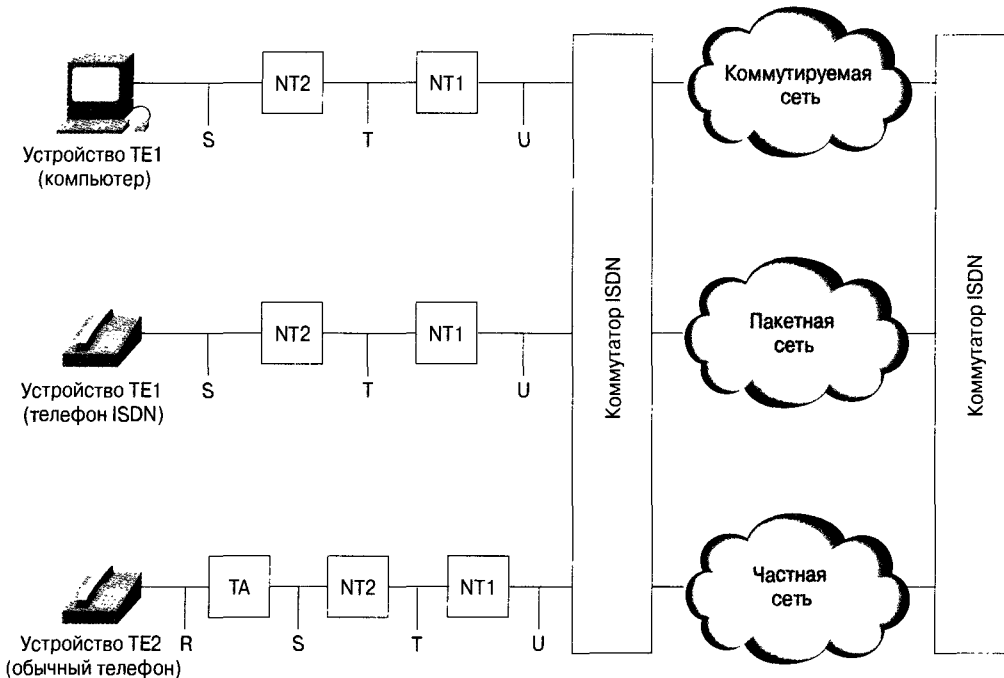 NT2
NT1
Коммутируемая
сеть
S
T
U
Устройство TE1
(компьютер)
NT2
NT1
Коммутатор ISDN
Пакетная
сеть
Коммутатор ISDN
S
T
U
Устройство TE1
(телефон ISDN)
TA
NT2
NT1
Частная
сеть
Устройство TE2
(обычный телефон)
R
S
T
U